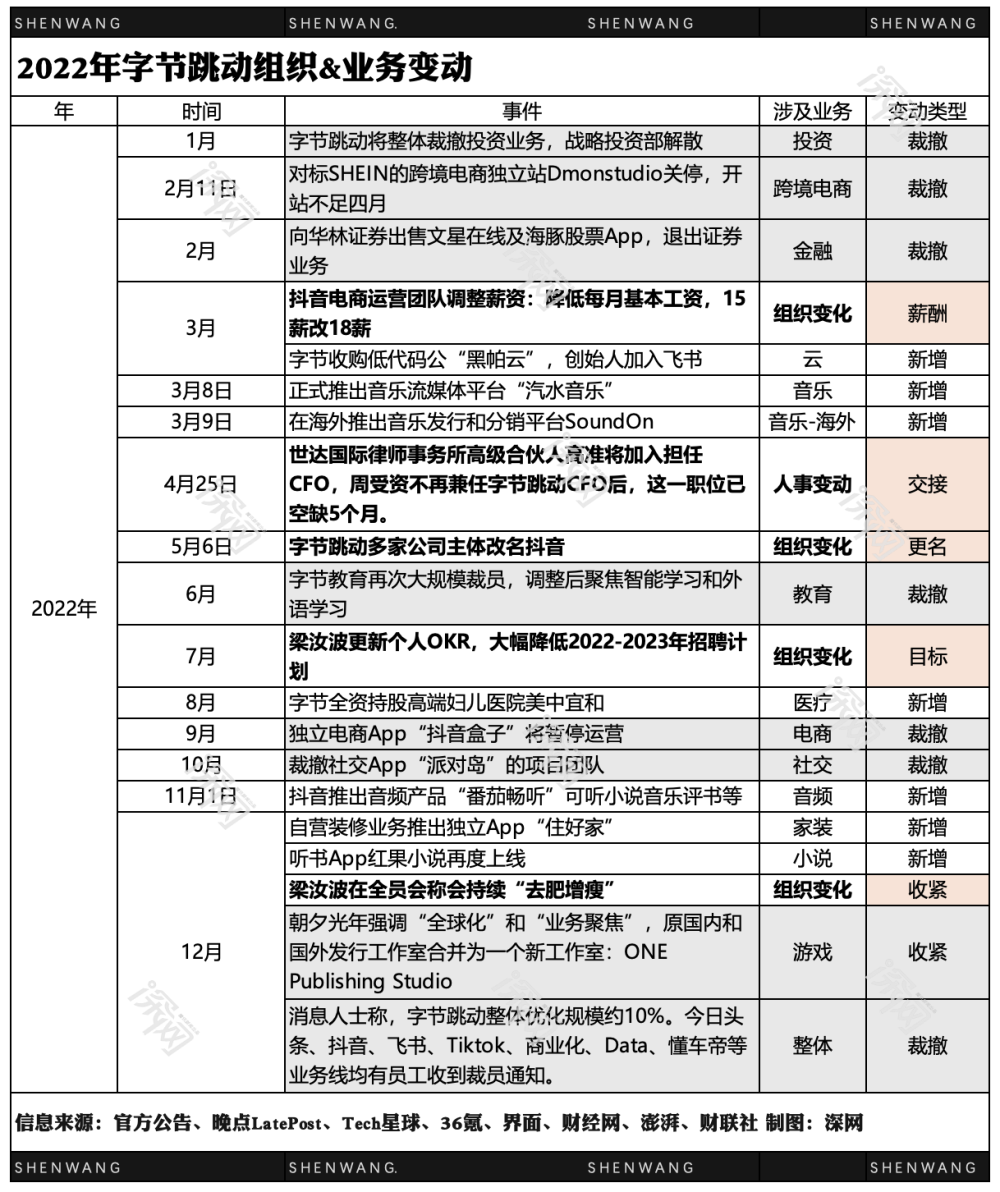 SHENWANG SHENWANG. SHENWANG SHENWANG
2022年字节跳动组织&业务变动
年 时间 事件 涉及业务 变动类型
2022年
1月 字节跳动将整体裁撤投资业务，战略投资部解散 投资 裁撤
2月11日 对标SHEIN的跨境电商独立站Dmonstudio关停，开
站不足四月 跨境电商 裁撤
2月 向华林证券出售文星在线及海豚股票App，退出证券
业务 金融 裁撤
3月 抖音电商运营团队调整薪资：降低每月基本工资，15
薪改18薪 组织变化 薪酬
字节收购低代码公“黑帕云”，创始人加入飞书 云 新增
3月8日 正式推出音乐流媒体平台“汽水音乐” 音乐 新增
3月9日 在海外推出音乐发行和分销平台SoundOn 音乐-海外 新增
4月25日 世达国际律师事务所高级合伙人高准将加入担任
CFO，周受资不再兼任字节跳动CFO后，这一职位已
空缺5个月。 人事变动 交接
5月6日 字节跳动多家公司主体改名抖音 组织变化 更名
6月 字节教育再次大规模裁员，调整后聚焦智能学习和外
语学习 教育 裁撤
7月 梁汝波更新个人OKR，大幅降低2022-2023年招聘计
划 组织变化 目标
8月 字节全资持股高端妇儿医院美中宜和 医疗 新增
9月 独立电商App“抖音盒子”将暂停运营 电商 裁撤
10月 裁撤社交App“派对岛”的项目团队 社交 裁撤
11月1日 抖音推出音频产品“番茄畅听”可听小说音乐评书等 音频 新增
12月 自营装修业务推出独立App“住好家” 家装 新增
听书App红果小说再度上线 小说 新增
梁汝波在全员会称会持续“去肥增瘦” 组织变化 收紧
朝夕光年强调“全球化”和“业务聚焦”，原国内和
国外发行工作室合并为一个新工作室：ONE
Publishing Studio 游戏 收紧
消息人士称，字节跳动整体优化规模约10%。今日头
条、抖音、飞书、Tiktok、商业化、Data、懂车帝等
业务线均有员工收到裁员通知。 整体 裁撤
信息来源：官方公告、晚点LatePost、Tech星球、36氪、界面、财经网、澎湃、财联社 制图：深网
SHENWANG SHENWANG. SHENWANG SHENWANG